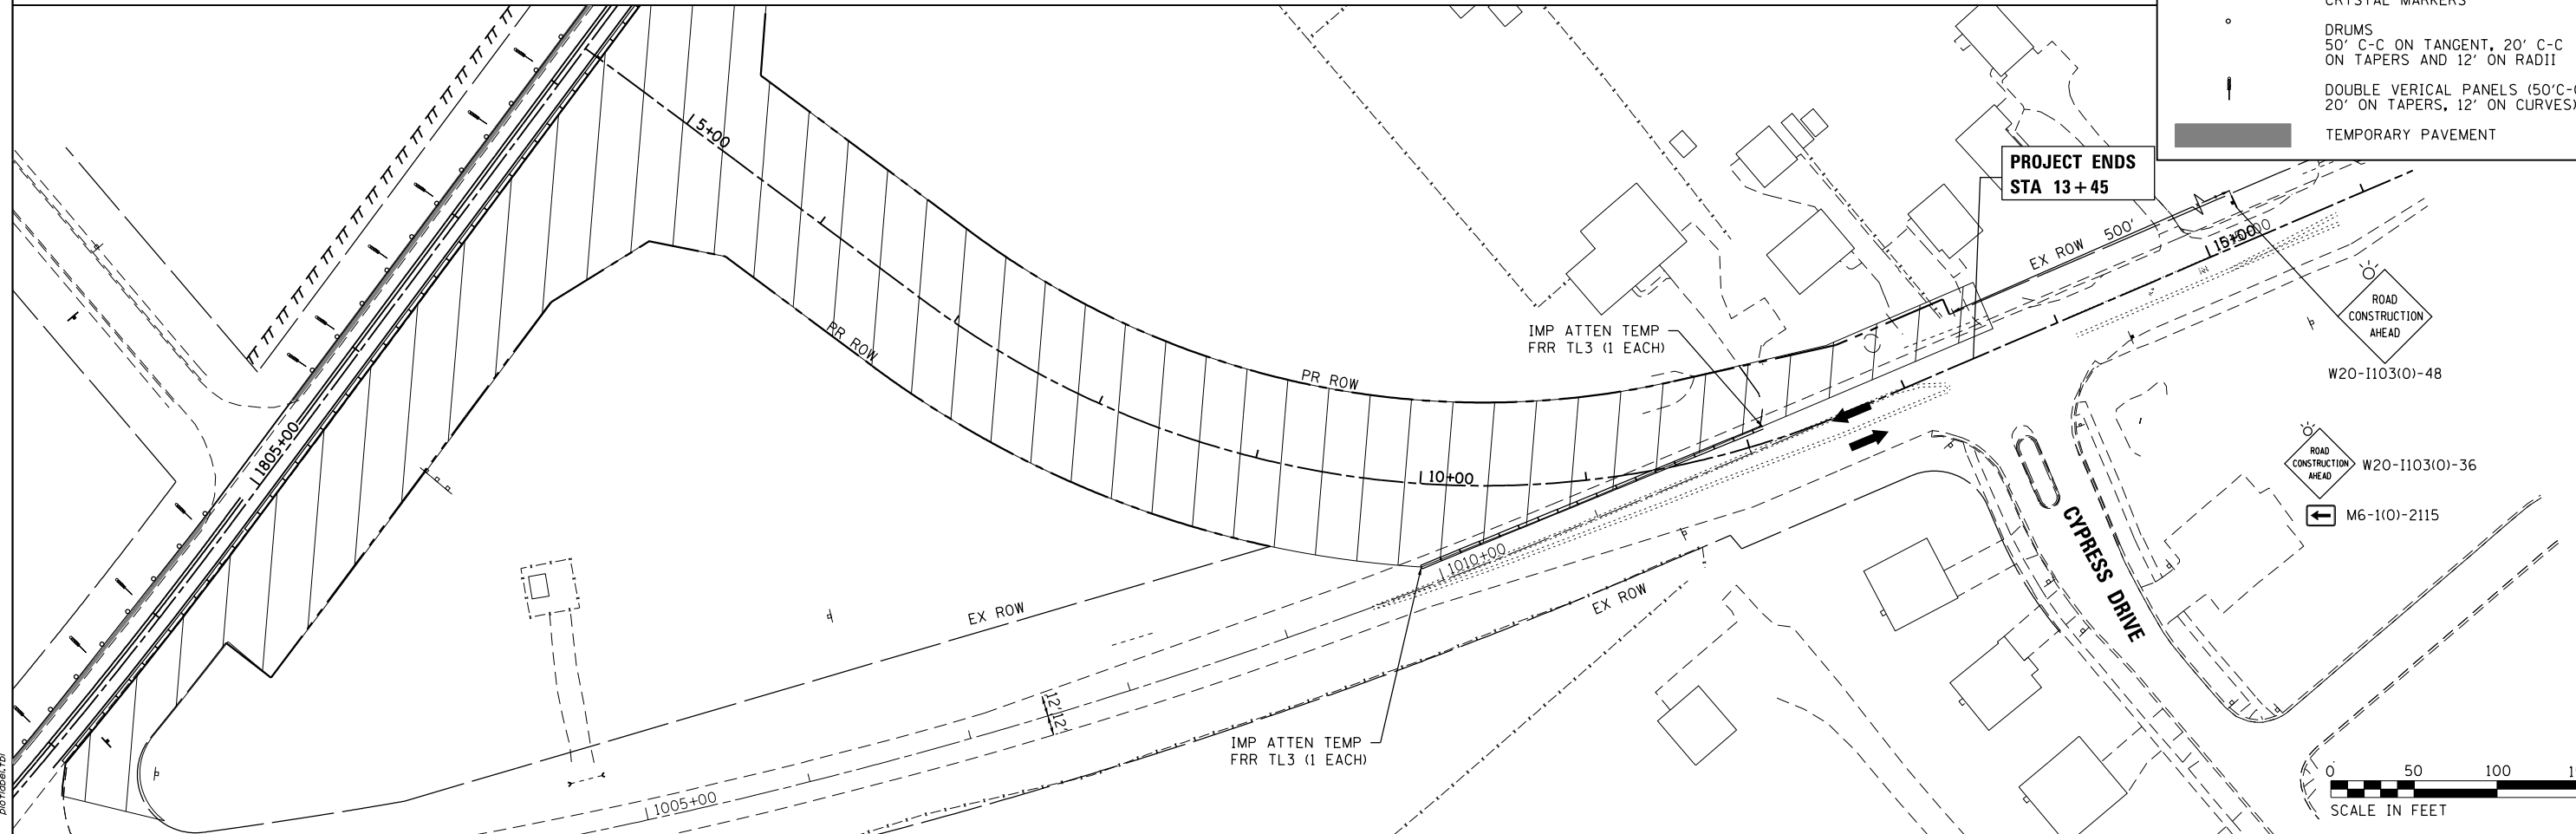 DRUMS
50' C-C ON TANGENT, 20' C-C
ON TAPERS AND 12' ON RADII
DOUBLE VERICAL PANELS (50'C-
20' ON TAPERS, 12' ON CURVES)
TEMPORARY PAVEMENT
5+00
PROJECT ENDS
STA 13+45
EX ROW
500'
15+00
ROAD
CONSTRUCTION
AHEAD
W20-I103(O)-48
PR ROW
IMP ATTEN TEMP
FRR TL3 (1 EACH)
PR ROW
1805+00
10+00
ROAD
CONSTRUCTION
AHEAD
W20-I103(O)-36
M6-1(O)-2115
CYPRESS DRIVE
1010+00
EX ROW
EX ROW
12'
12'
IMP ATTEN TEMP
FRR TL3 (1 EACH)
1005+00
0 50 100
SCALE IN FEET